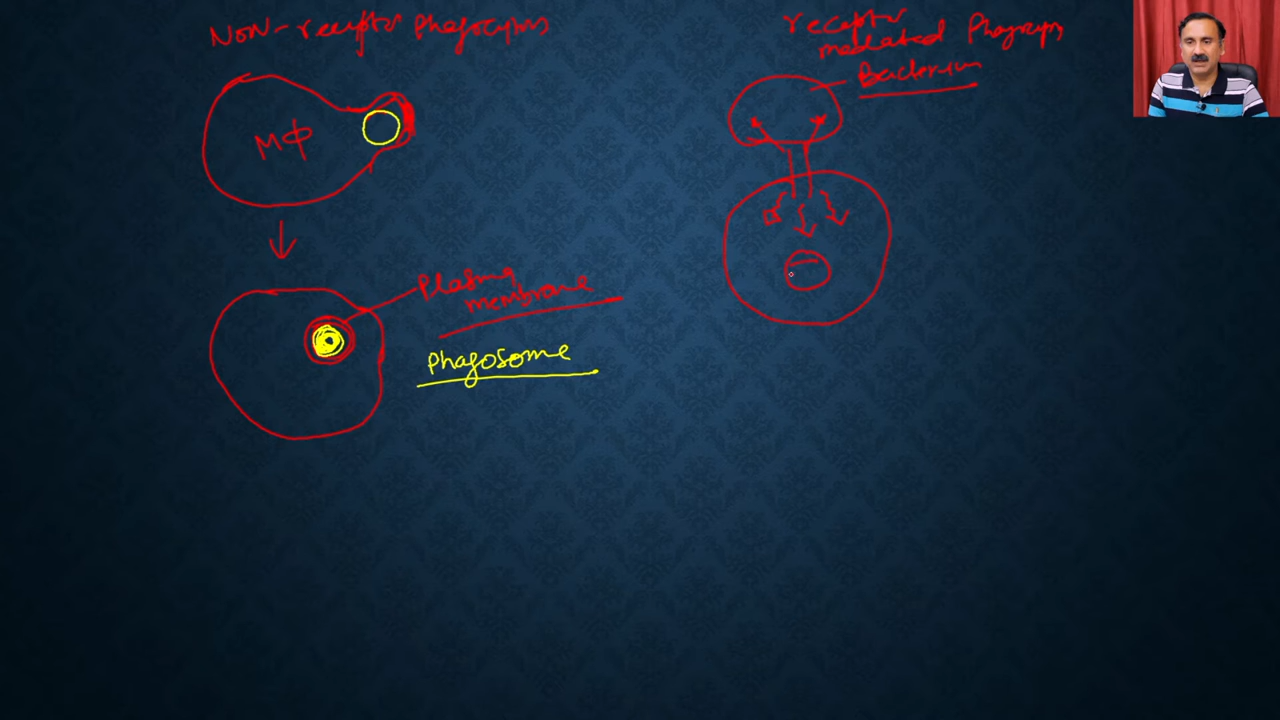 Non-receptor Phagocytosis
receptor
mediated Phagocytosis
Bacterium
MΦ
Plasma
membrane
Phagosome